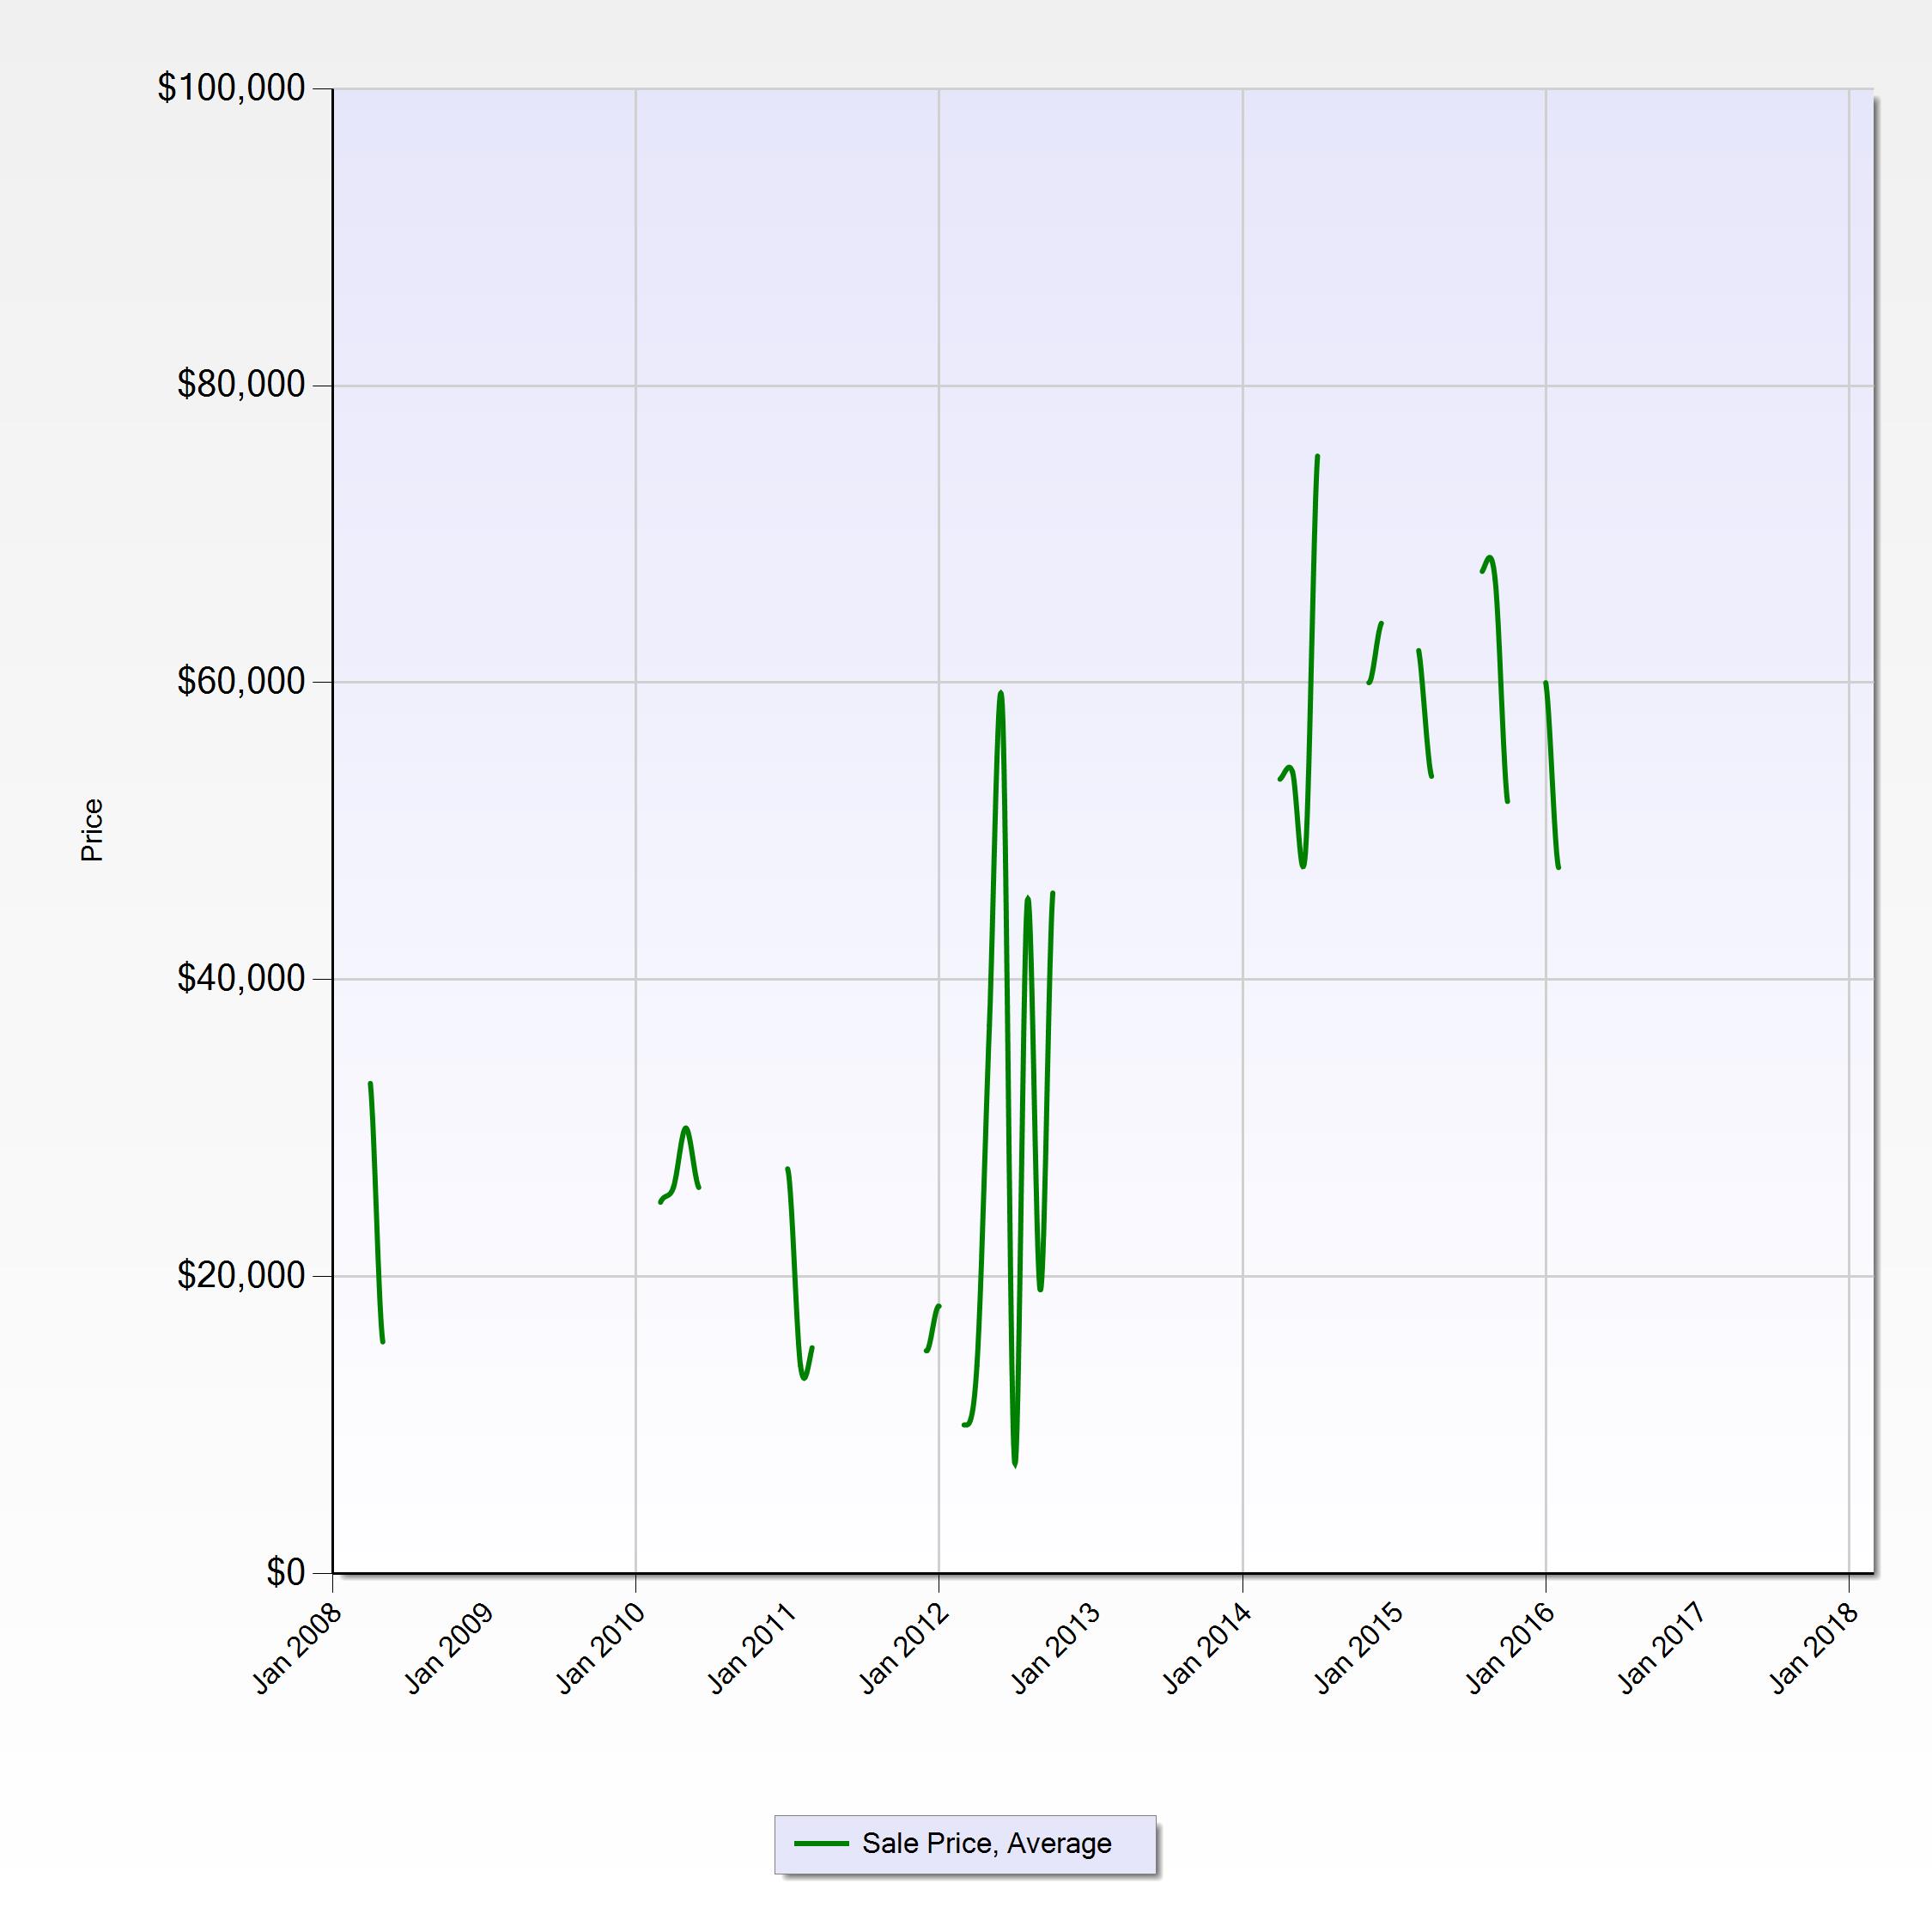 $100,000
$80,000
$60,000
$40,000
$20,000
$0
Price
Jan 2008
Jan 2009
Jan 2010
Jan 2011
Jan 2012
Jan 2013
Jan 2014
Jan 2015
Jan 2016
Jan 2017
Jan 2018
Sale Price, Average